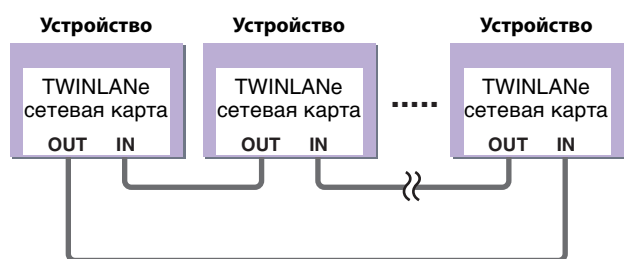 Устройство Устройство Устройство
TWINLANe TWINLANe TWINLANe
сетевая карта сетевая карта ..... сетевая карта
OUT IN OUT IN OUT IN